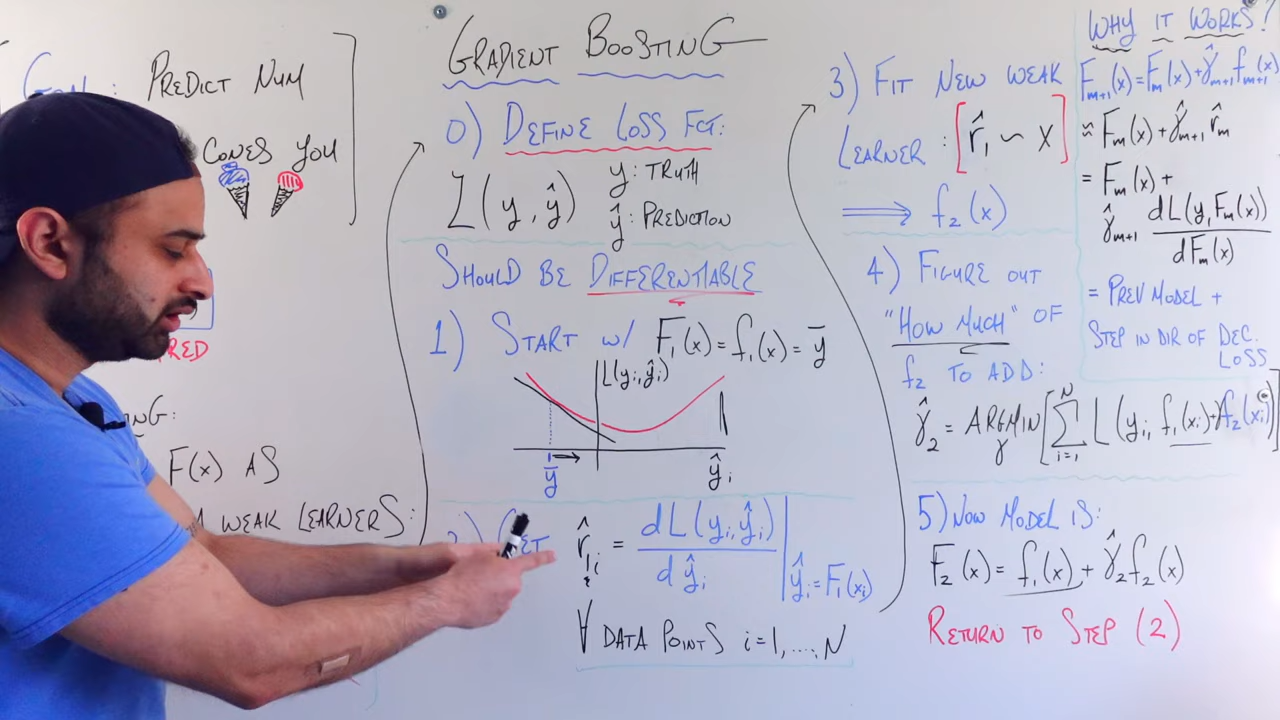 : PREDICT NUM
CONES YOU
RED
NG:
F(x) AS
WEAK LEARNERS:
GRADIENT BOOSTING
0) DEFINE LOSS FCT:
L(y, ŷ)
y: TRUTH
ŷ: PREDICTION
SHOULD BE DIFFERENTIABLE
1) START W/ F₁(x) = f₁(x) = ȳ
L(yᵢ, ŷᵢ)
ȳ
ŷᵢ
GET r̂₁ᵢ = dL(yᵢ, ŷᵢ) / dŷᵢ | ŷᵢ = F₁(xᵢ)
∀ DATA POINTS i=1,...,N
3) FIT NEW WEAK
LEARNER : [r̂₁ ~ x]
⟹ f₂(x)
4) FIGURE OUT
"HOW MUCH" OF
f₂ TO ADD:
γ̂₂ = ARGMIN γ [ Σ i=1 N L(yᵢ, f₁(xᵢ)+γf₂(xᵢ)) ]
5) NOW MODEL IS:
F₂(x) = f₁(x) + γ̂₂f₂(x)
RETURN TO STEP (2)
WHY IT WORKS?
Fₘ₊₁(x) = Fₘ(x) + γ̂ₘ₊₁fₘ₊₁(x)
≈ Fₘ(x) + γ̂ₘ₊₁ r̂ₘ
= Fₘ(x) +
γ̂ₘ₊₁ dL(y, Fₘ(x)) / dFₘ(x)
= PREV MODEL +
STEP IN DIR OF DEC.
LOSS